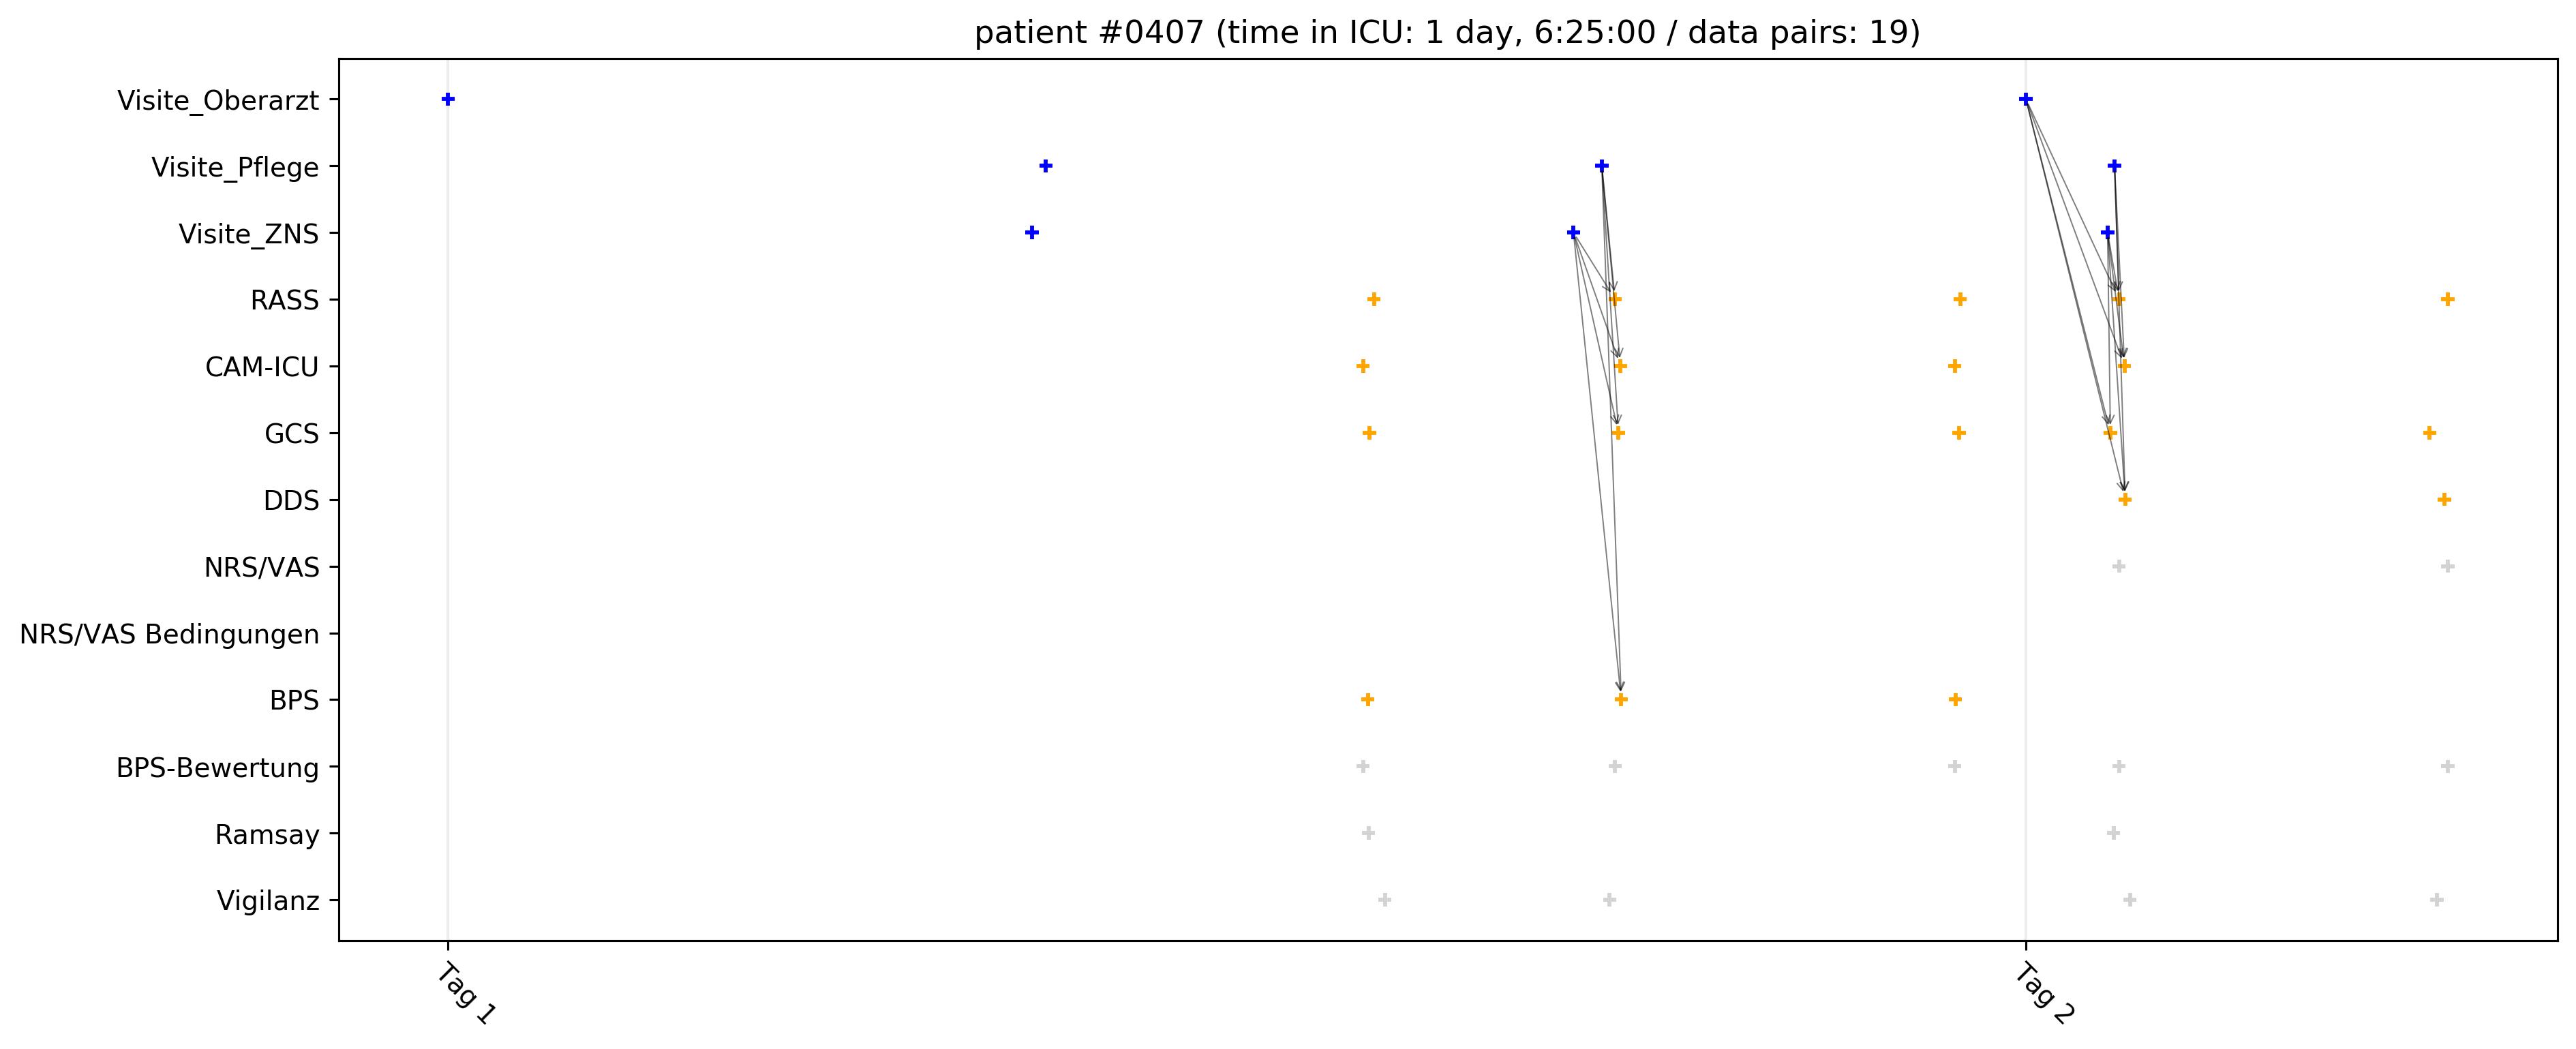 patient #0407 (time in ICU: 1 day, 6:25:00 / data pairs: 19)
Visite_Oberarzt
Visite_Pflege
Visite_ZNS
RASS
CAM-ICU
GCS
DDS
NRS/VAS
NRS/VAS Bedingungen
BPS
BPS-Bewertung
Ramsay
Vigilanz
Tag 1
Tag 2